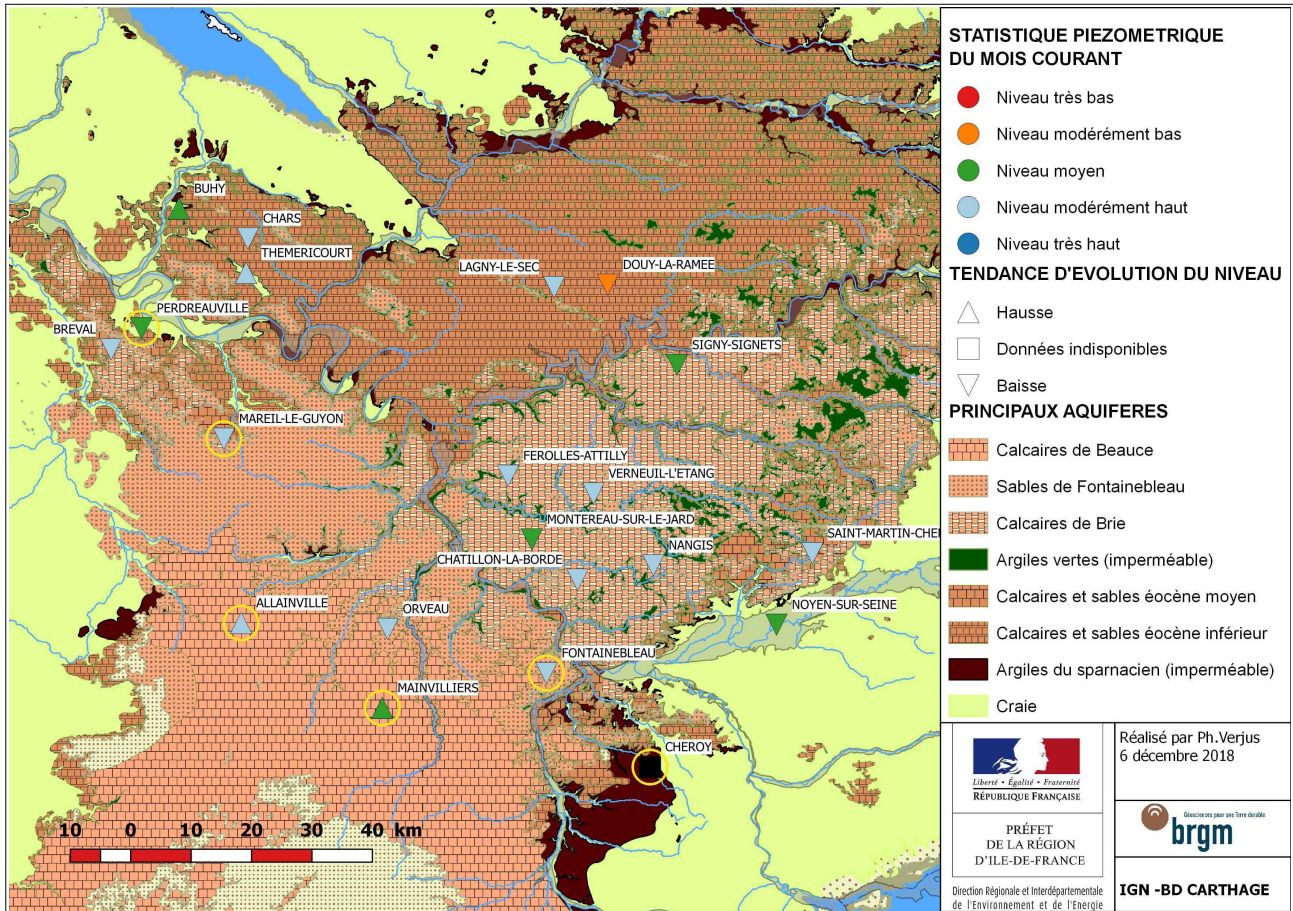 BUHY
CHARS
THEMERICOURT
LAGNY-LE-SEC
DOUY-LA-RAMEE
PERDREAUVILLE
BREVAL
SIGNY-SIGNETS
MAREIL-LE-GUYON
FEROLLES-ATTILLY
VERNEUIL-L'ETANG
MONTEREAU-SUR-LE-JARD
SAINT-MARTIN-CHE
NANGIS
CHATILLON-LA-BORDE
ALLAINVILLE
ORVEAU
NOYEN-SUR-SEINE
FONTAINEBLEAU
MAINVILLIERS
CHEROY
10 0 10 20 30 40 km
STATISTIQUE PIEZOMETRIQUE
DU MOIS COURANT
Niveau très bas
Niveau modérément bas
Niveau moyen
Niveau modérément haut
Niveau très haut
TENDANCE D'EVOLUTION DU NIVEAU
Hausse
Données indisponibles
Baisse
PRINCIPAUX AQUIFERES
Calcaires de Beauce
Sables de Fontainebleau
Calcaires de Brie
Argiles vertes (imperméable)
Calcaires et sables éocène moyen
Calcaires et sables éocène inférieur
Argiles du sparnacien (imperméable)
Craie
Liberté • Égalité • Fraternité
RÉPUBLIQUE FRANÇAISE
PRÉFET
DE LA RÉGION
D'ILE-DE-FRANCE
Direction Régionale et Interdépartementale
de l'Environnement et de l'Energie
Réalisé par Ph.Verjus
6 décembre 2018
Géosciences pour une Terre durable
brgm
IGN -BD CARTHAGE